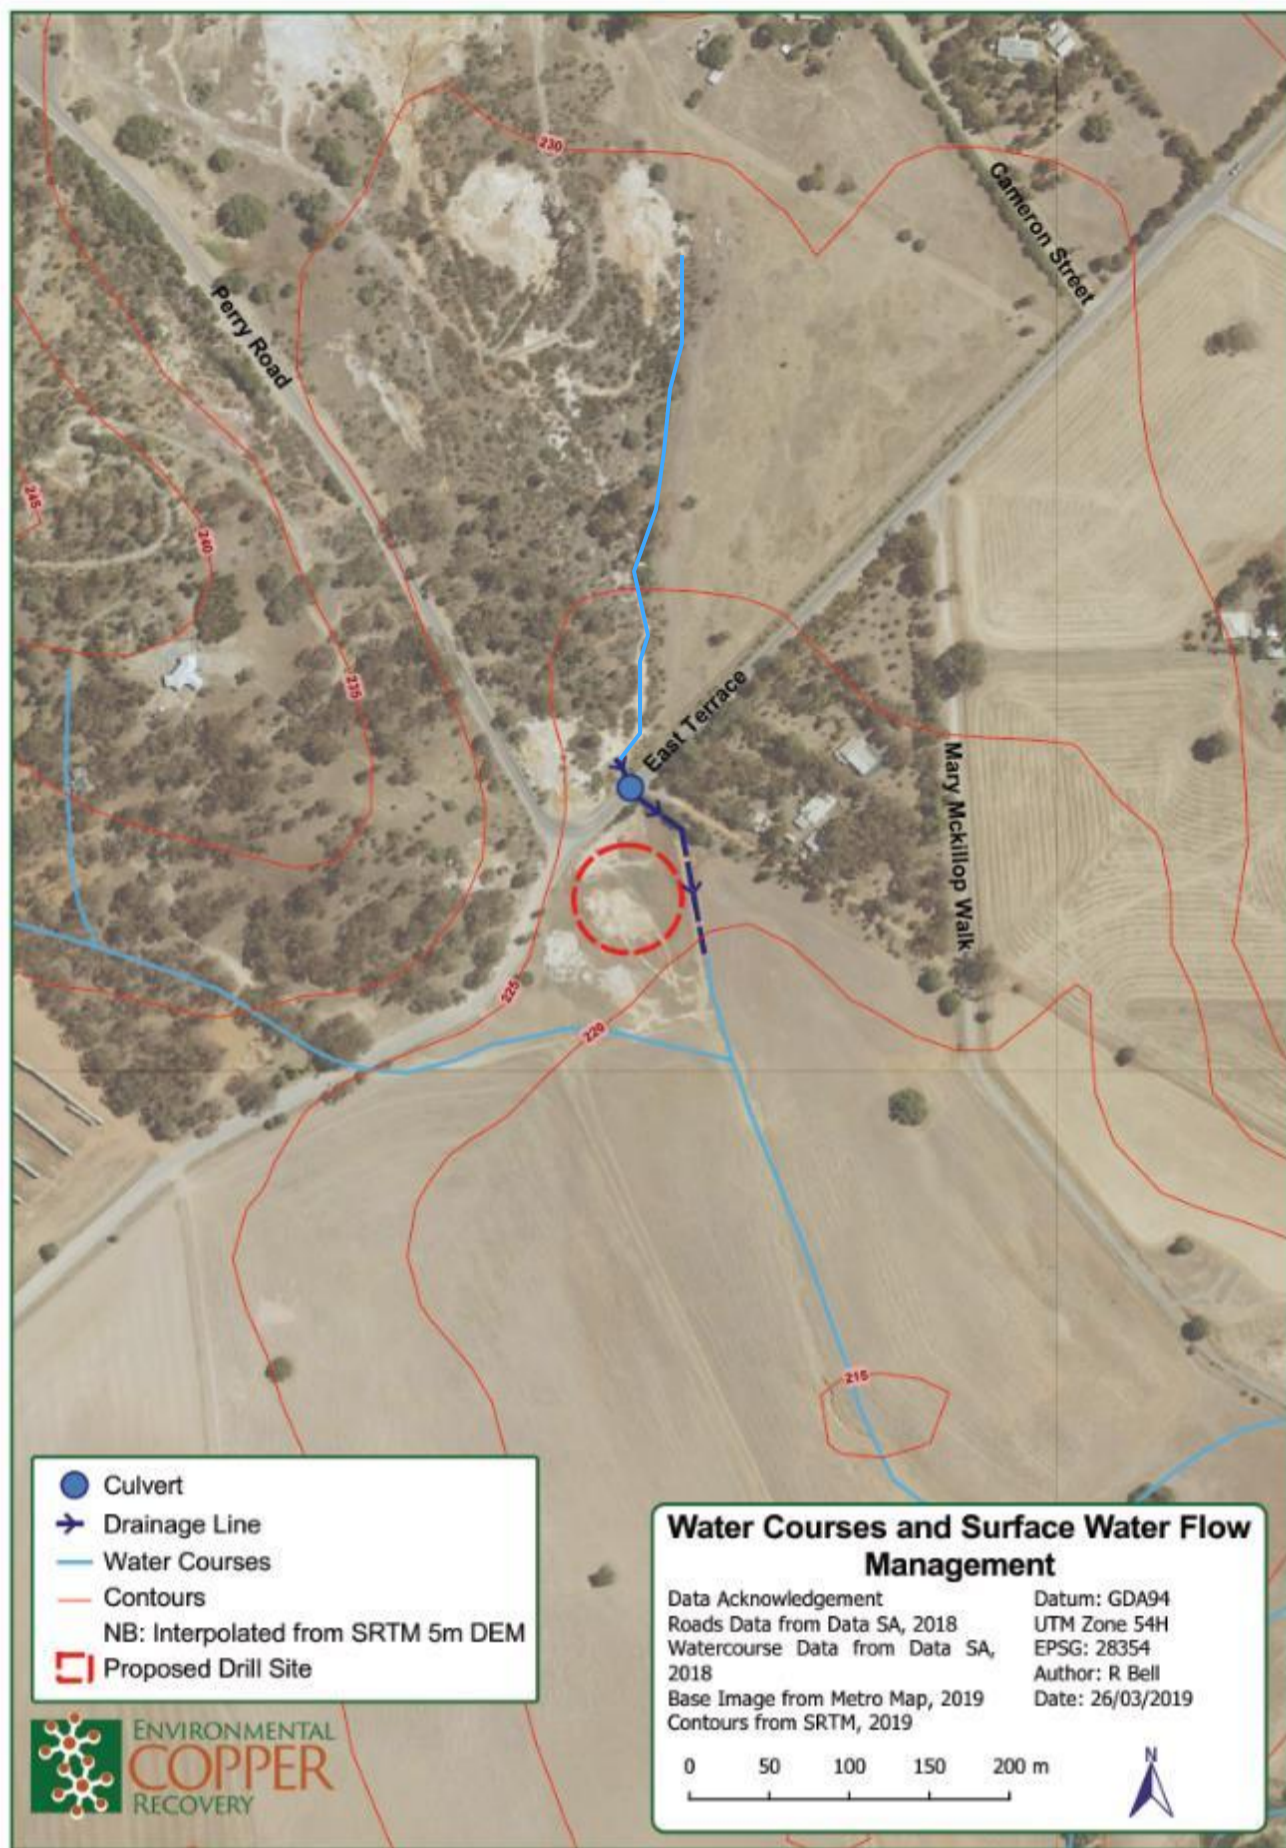 230
Cameron Street
Perry Road
245
240
235
East Terrace
Mary Mckillop Walk
225
220
215
Culvert
Drainage Line
Water Courses
Contours
NB: Interpolated from SRTM 5m DEM
Proposed Drill Site
ENVIRONMENTAL
COPPER
RECOVERY
Water Courses and Surface Water Flow
Management
Data Acknowledgement
Roads Data from Data SA, 2018
Watercourse Data from Data SA,
2018
Base Image from Metro Map, 2019
Contours from SRTM, 2019
Datum: GDA94
UTM Zone 54H
EPSG: 28354
Author: R Bell
Date: 26/03/2019
0 50 100 150 200 m
N